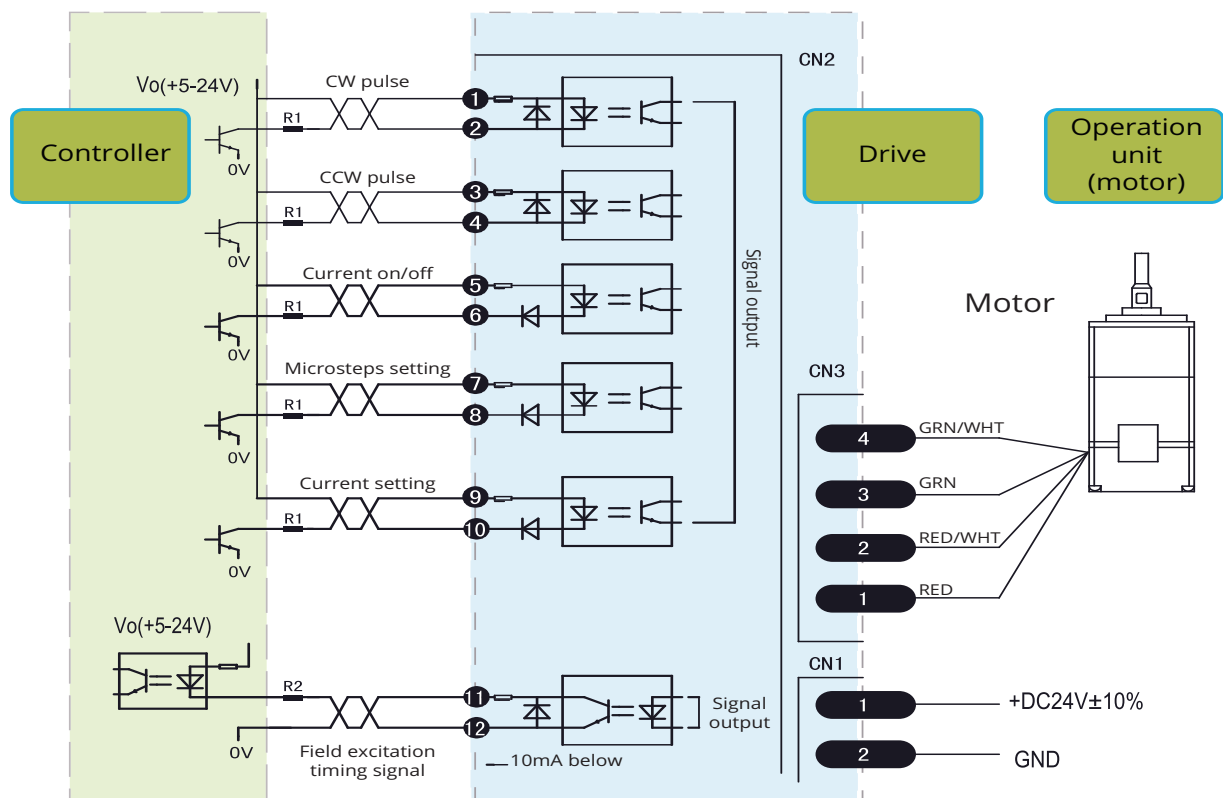 CN2
Vo(+5-24V)
CW pulse
R1
1
2
0V
Controller
Drive
Operation
unit
(motor)
CCW pulse
R1
3
4
0V
Signal output
Current on/off
R1
5
6
0V
Motor
Microsteps setting
R1
7
8
0V
CN3
4
GRN/WHT
3
GRN
2
RED/WHT
1
RED
Current setting
R1
9
10
0V
Vo(+5-24V)
R2
11
12
0V
Field excitation
timing signal
10mA below
Signal
output
CN1
1
+DC24V±10%
2
GND